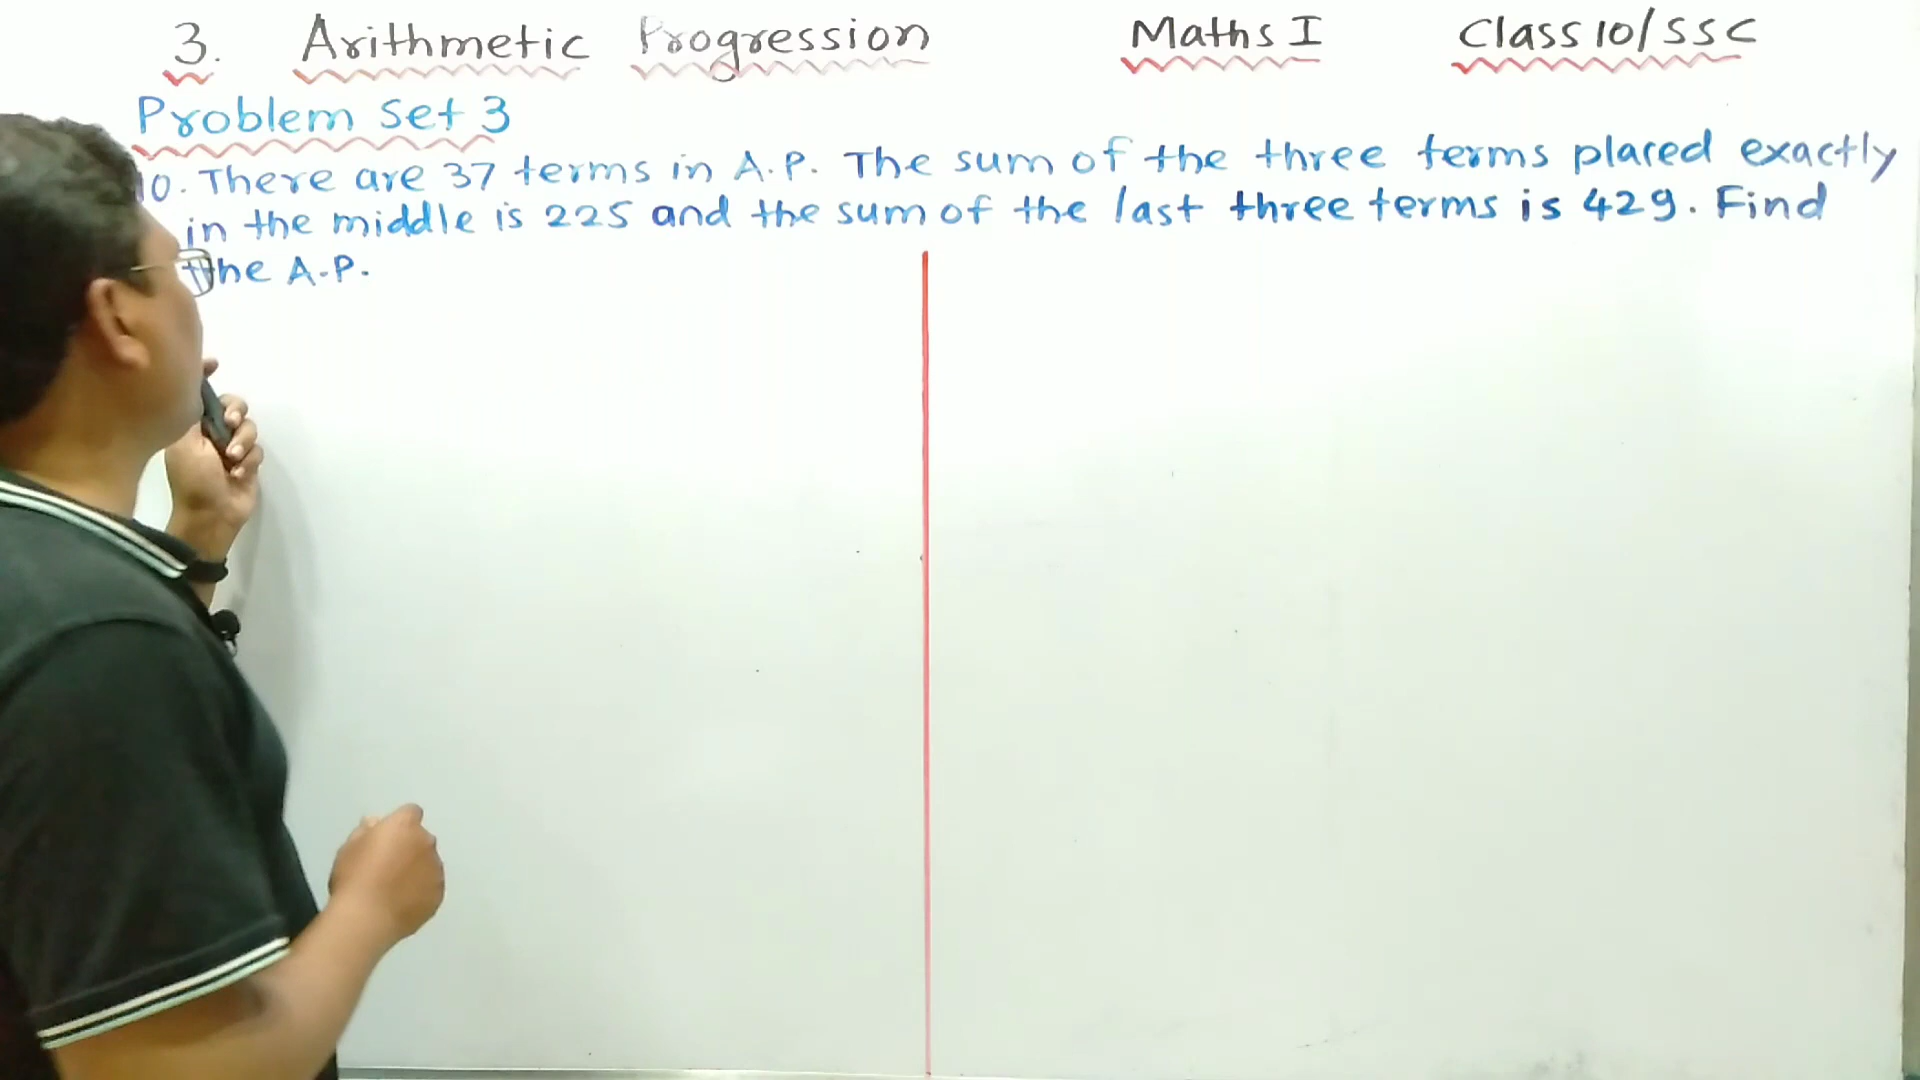 3. Arithmetic Progression Maths I Class 10/SSC
Problem Set 3
10. There are 37 terms in A.P. The sum of the three terms placed exactly
in the middle is 225 and the sum of the last three terms is 429. Find
the A.P.